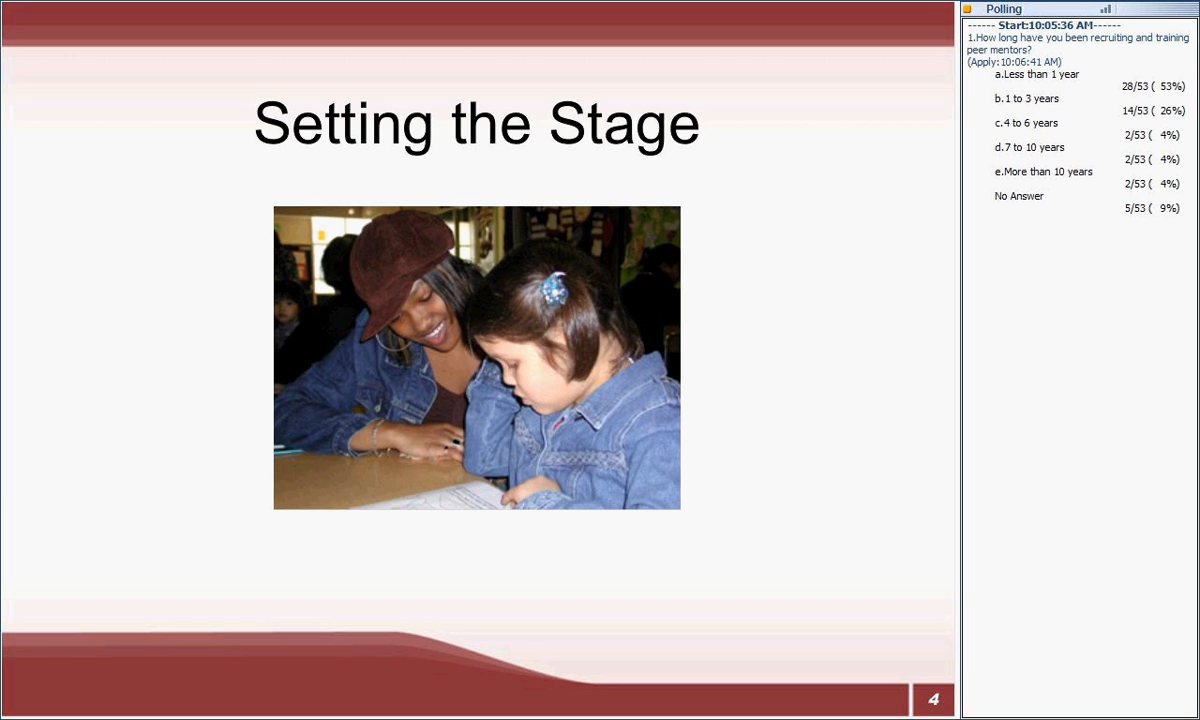 Setting the Stage
4
Polling
------ Start:10:05:36 AM------
1.How long have you been recruiting and training
peer mentors?
(Apply:10:06:41 AM)
a.Less than 1 year
28/53 ( 53%)
b.1 to 3 years
14/53 ( 26%)
c.4 to 6 years
2/53 ( 4%)
d.7 to 10 years
2/53 ( 4%)
e.More than 10 years
2/53 ( 4%)
No Answer
5/53 ( 9%)